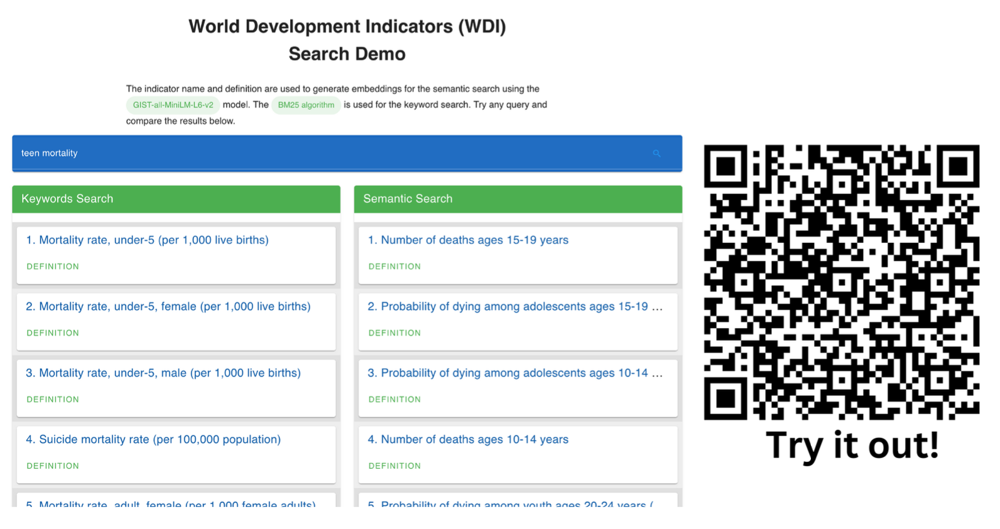 World Development Indicators (WDI)
Search Demo
The indicator name and definition are used to generate embeddings for the semantic search using the
GIST-all-MiniLM-L6-v2 model. The BM25 algorithm is used for the keyword search. Try any query and
compare the results below.
teen mortality
Keywords Search
1. Mortality rate, under-5 (per 1,000 live births)
DEFINITION
2. Mortality rate, under-5, female (per 1,000 live births)
DEFINITION
3. Mortality rate, under-5, male (per 1,000 live births)
DEFINITION
4. Suicide mortality rate (per 100,000 population)
DEFINITION
5. Mortality rate, adult, female (per 1,000 female adults)
Semantic Search
1. Number of deaths ages 15-19 years
DEFINITION
2. Probability of dying among adolescents ages 15-19 ...
DEFINITION
3. Probability of dying among adolescents ages 10-14 ...
DEFINITION
4. Number of deaths ages 10-14 years
DEFINITION
5. Probability of dying among youth ages 20-24 years (
Try it out!